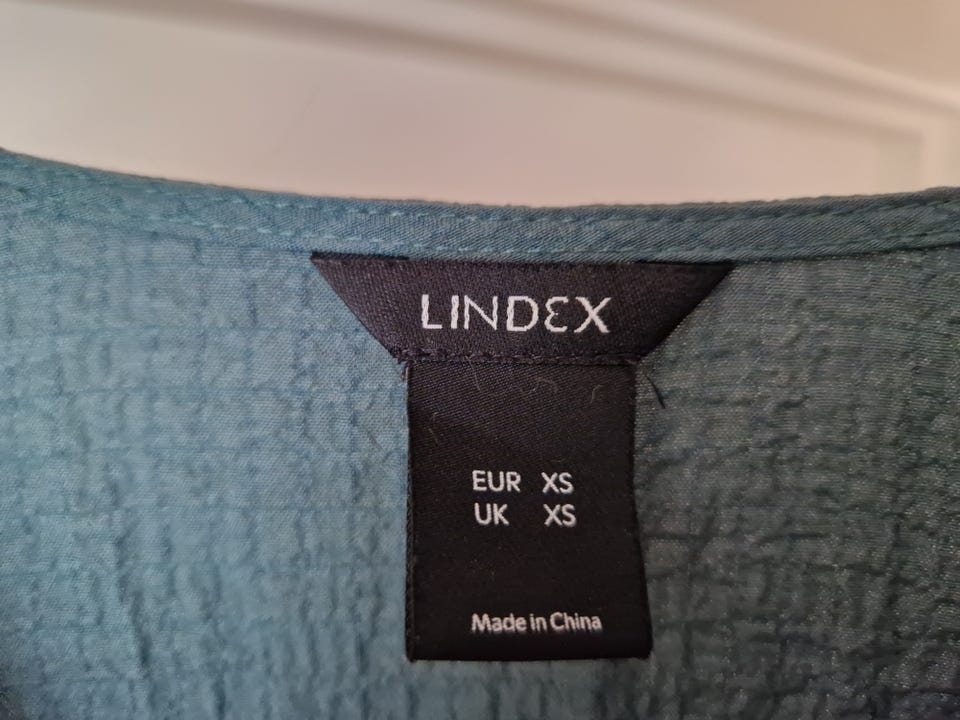 LINDEX
EUR XS
UK XS
Made in China